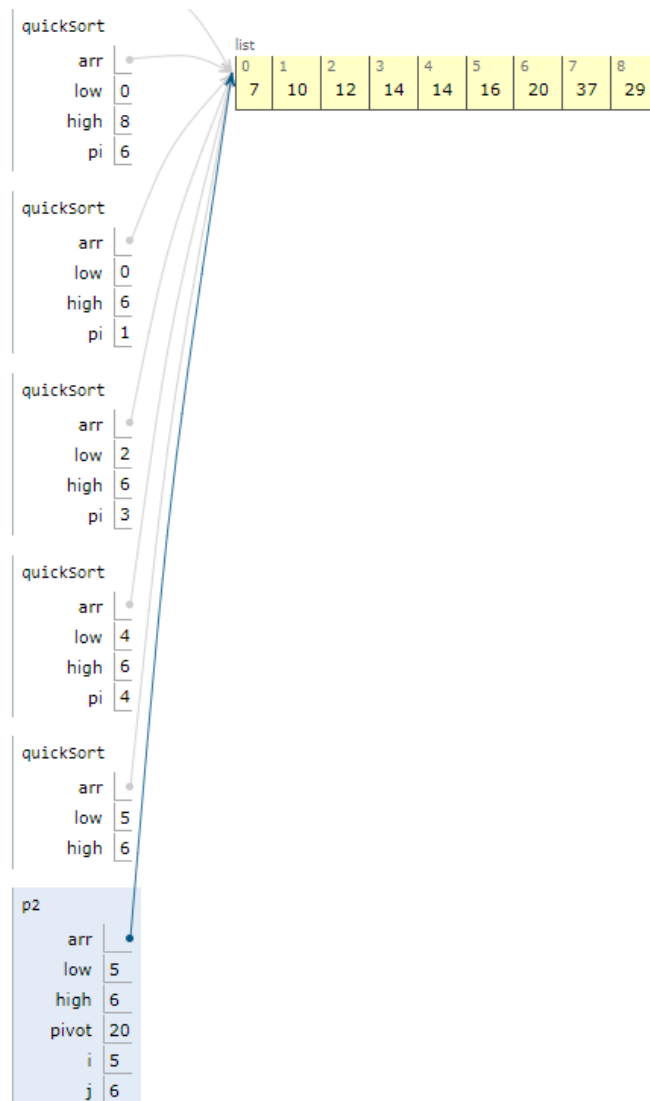 quickSort
arr
low 0
high 8
pi 6
list
0 1 2 3 4 5 6 7 8
7 10 12 14 14 16 20 37 29
quickSort
arr
low 0
high 6
pi 1
quickSort
arr
low 2
high 6
pi 3
quickSort
arr
low 4
high 6
pi 4
quickSort
arr
low 5
high 6
p2
arr
low 5
high 6
pivot 20
i 5
j 6